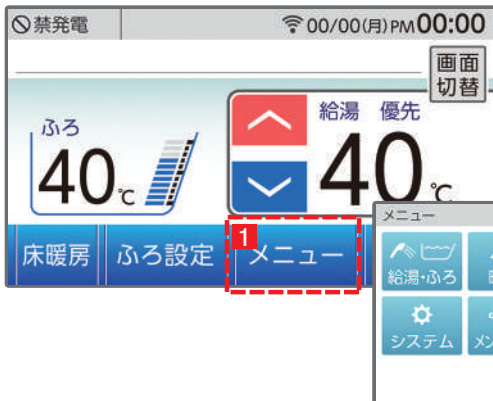 禁発電 00/00(月)PM00:00
画面
切替
ふろ
給湯 優先
40℃
40℃
床暖房 ふろ設定 1 メニュー
メニュー
給湯・ふろ
システム